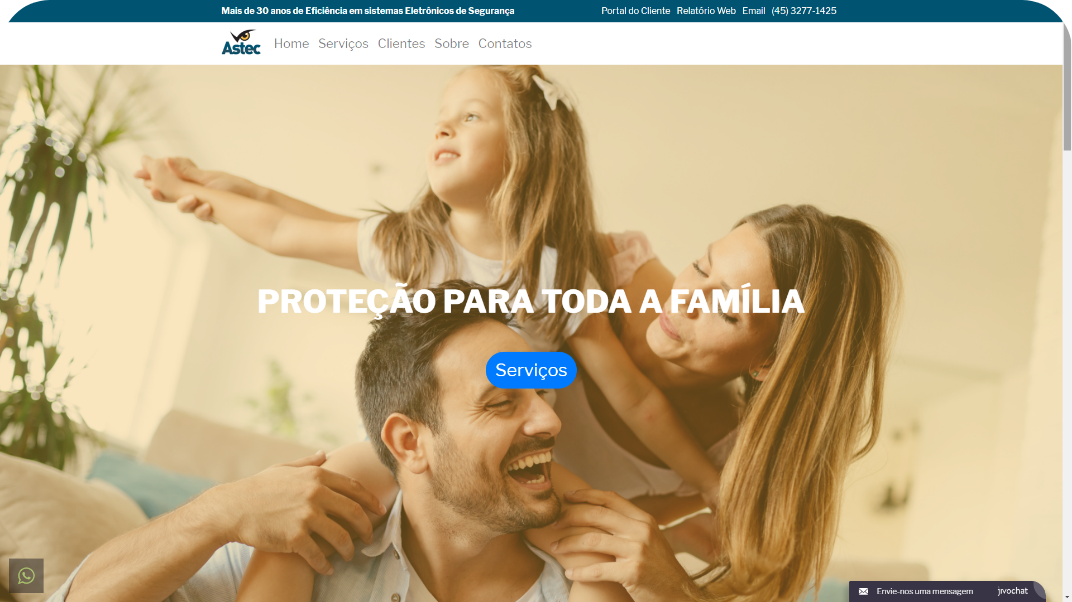 Mais de 30 anos de Eficiência em sistemas Eletrônicos de Segurança Portal do Cliente Relatório Web Email (45) 3277-1425
Astec Home Serviços Clientes Sobre Contatos
PROTEÇÃO PARA TODA A FAMÍLIA
Serviços
Envie-nos uma mensagem jivochat